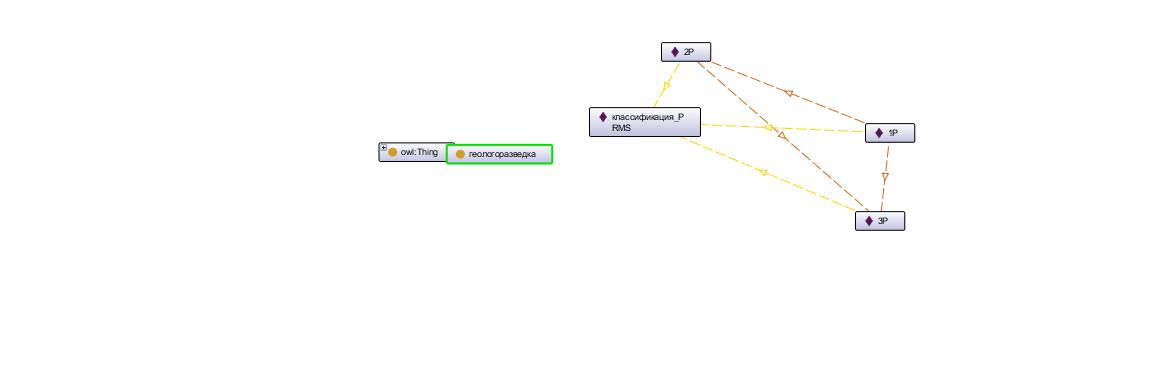 2P
классификация_P
RMS
1P
owl:Thing
геологоразведка
3P